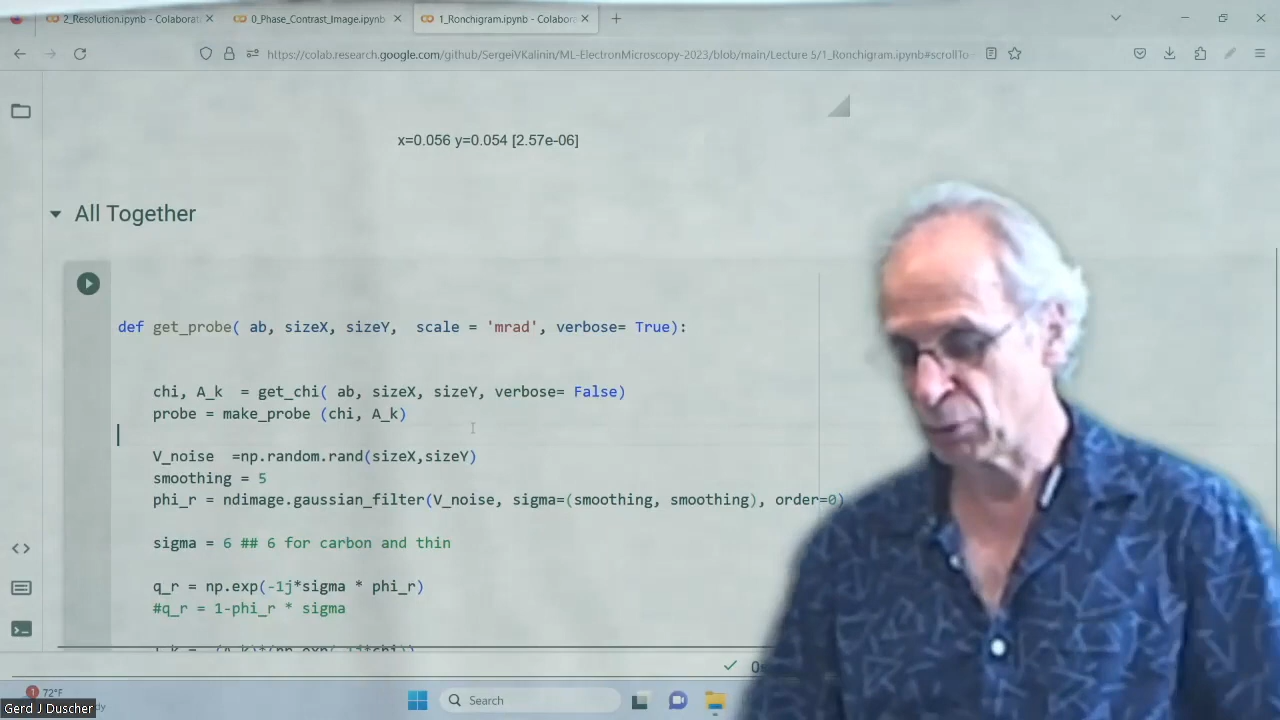 2_Resolution.ipynb - Colaborat
0_Phase_Contrast_Image.ipynb
1_Ronchigram.ipynb - Colabora
https://colab.research.google.com/github/SergeiVKalinin/ML-ElectronMicroscopy-2023/blob/main/Lecture 5/1_Ronchigram.ipynb#scrollTo
x=0.056 y=0.054 [2.57e-06]
All Together
def get_probe( ab, sizeX, sizeY,  scale = 'mrad', verbose= True):
chi, A_k  = get_chi( ab, sizeX, sizeY, verbose= False)
probe = make_probe (chi, A_k)
V_noise  =np.random.rand(sizeX,sizeY)
smoothing = 5
phi_r = ndimage.gaussian_filter(V_noise, sigma=(smoothing, smoothing), order=0)
sigma = 6 ## 6 for carbon and thin
q_r = np.exp(-1j*sigma * phi_r)
#q_r = 1-phi_r * sigma
1
72°F
Search
Gerd J Duscher